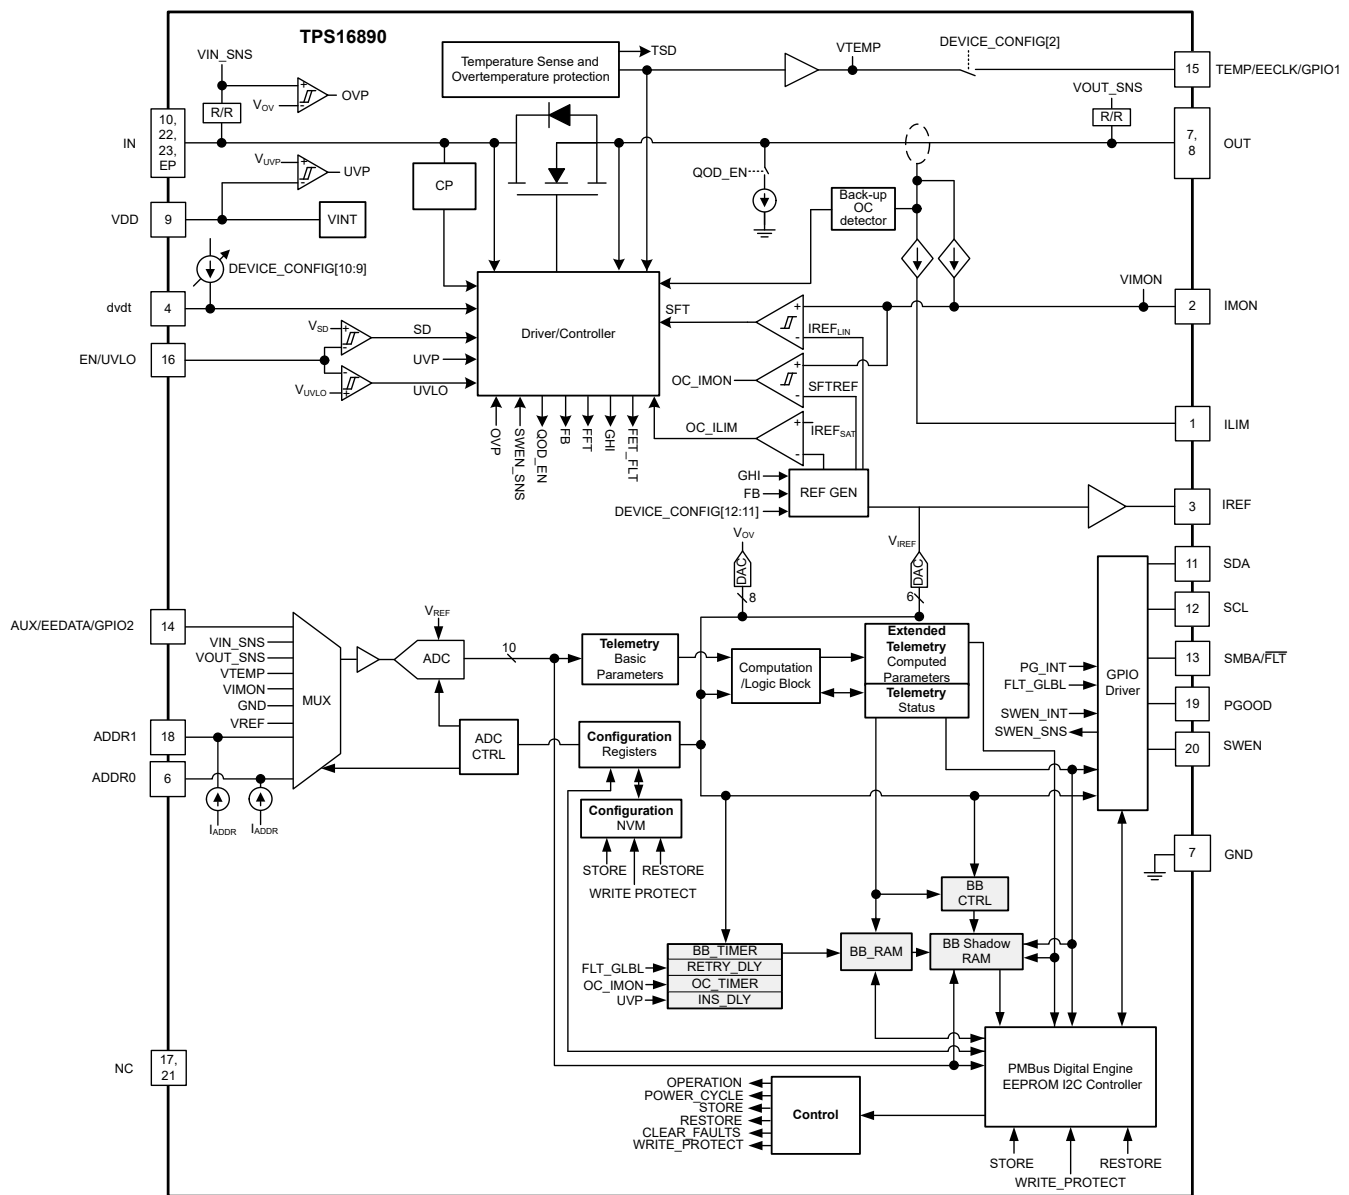 TPS16890
VIN_SNS
Temperature Sense and
Overtemperature protection
TSD
VTEMP
DEVICE_CONFIG[2]
15
TEMP/EECLK/GPIO1
R/R
VOV
OVP
VOUT_SNS
R/R
IN
10,
22,
23,
EP
7,
8
OUT
VUVP
UVP
CP
QOD_EN
Back-up
OC
detector
VDD
9
VINT
DEVICE_CONFIG[10:9]
dvdt
4
VIMON
2
IMON
SFT
IREFLIN
Driver/Controller
VSD
SD
EN/UVLO
16
UVP
VUVLO
UVLO
OC_IMON
SFTREF
OC_ILIM
IREFSAT
1
ILIM
OVP
SWEN_SNS
QOD_EN
FB
FFT
GHI
FET_FLT
GHI
FB
DEVICE_CONFIG[12:11]
REF GEN
3
IREF
VOV
VIREF
DAC
DAC
8
6
11
SDA
12
SCL
13
SMBA/FLT
19
PGOOD
20
SWEN
PG_INT
FLT_GLBL
SWEN_INT
SWEN_SNS
GPIO
Driver
AUX/EEDATA/GPIO2
14
VIN_SNS
VOUT_SNS
VTEMP
VIMON
GND
VREF
MUX
VREF
ADC
10
Telemetry
Basic
Parameters
Computation
/Logic Block
Extended
Telemetry
Computed
Parameters
Telemetry
Status
ADDR1
18
ADDR0
6
IADDR
IADDR
ADC
CTRL
Configuration
Registers
Configuration
NVM
STORE
RESTORE
WRITE PROTECT
7
GND
BB
CTRL
BB_TIMER
RETRY_DLY
OC_TIMER
INS_DLY
FLT_GLBL
OC_IMON
UVP
BB_RAM
BB Shadow
RAM
NC
17,
21
PMBus Digital Engine
EEPROM I2C Controller
OPERATION
POWER_CYCLE
STORE
RESTORE
CLEAR_FAULTS
WRITE_PROTECT
Control
STORE
RESTORE
WRITE_PROTECT